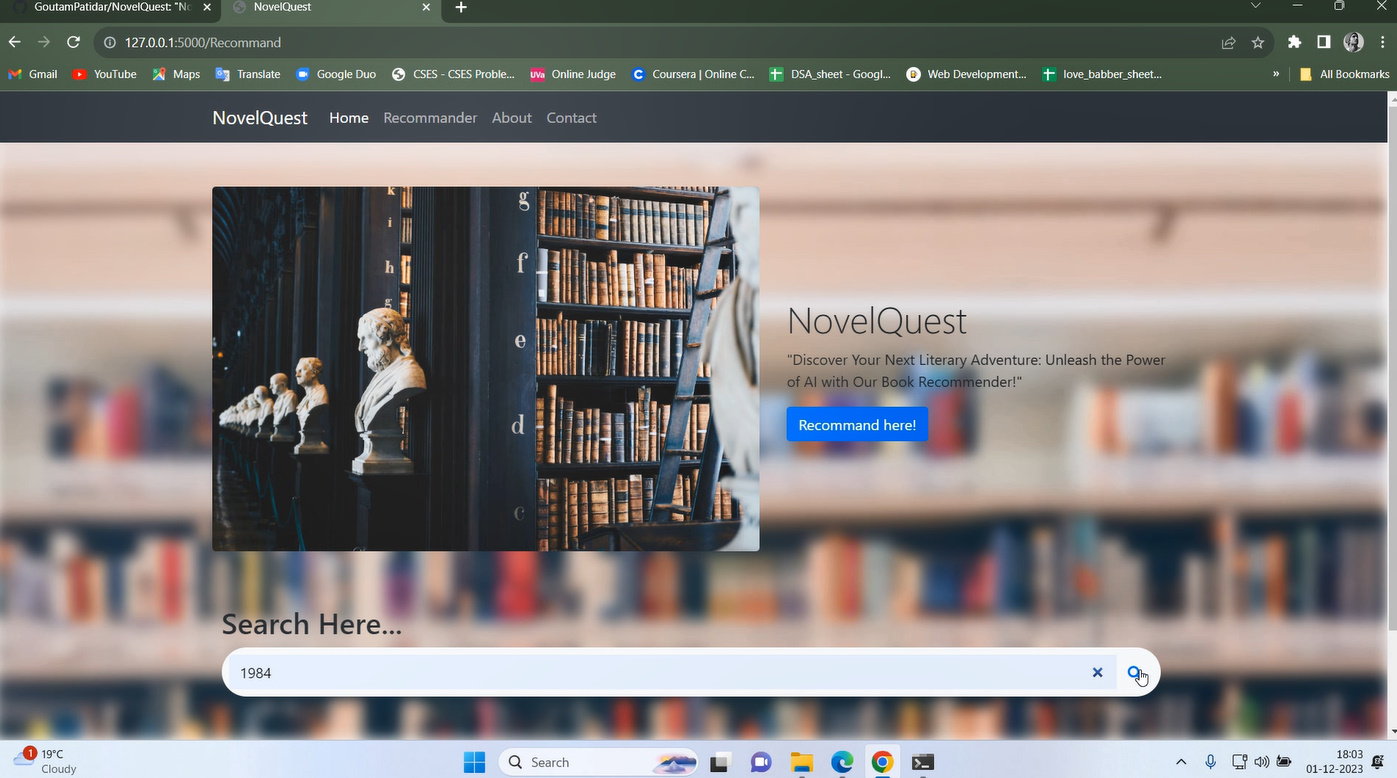 GoutamPatidar/NovelQuest: "No
NovelQuest
127.0.0.1:5000/Recommand
Gmail
YouTube
Maps
Translate
Google Duo
CSES - CSES Proble...
UVa
Online Judge
Coursera | Online C...
DSA_sheet - Googl...
Web Development...
love_babber_sheet...
»
All Bookmarks
NovelQuest Home Recommander About Contact
k
i
h
g
g
f
e
d
c
NovelQuest
"Discover Your Next Literary Adventure: Unleash the Power
of AI with Our Book Recommender!"
Recommand here!
Search Here...
1984
1
19°C
Cloudy
Search
18:03
01-12-2023